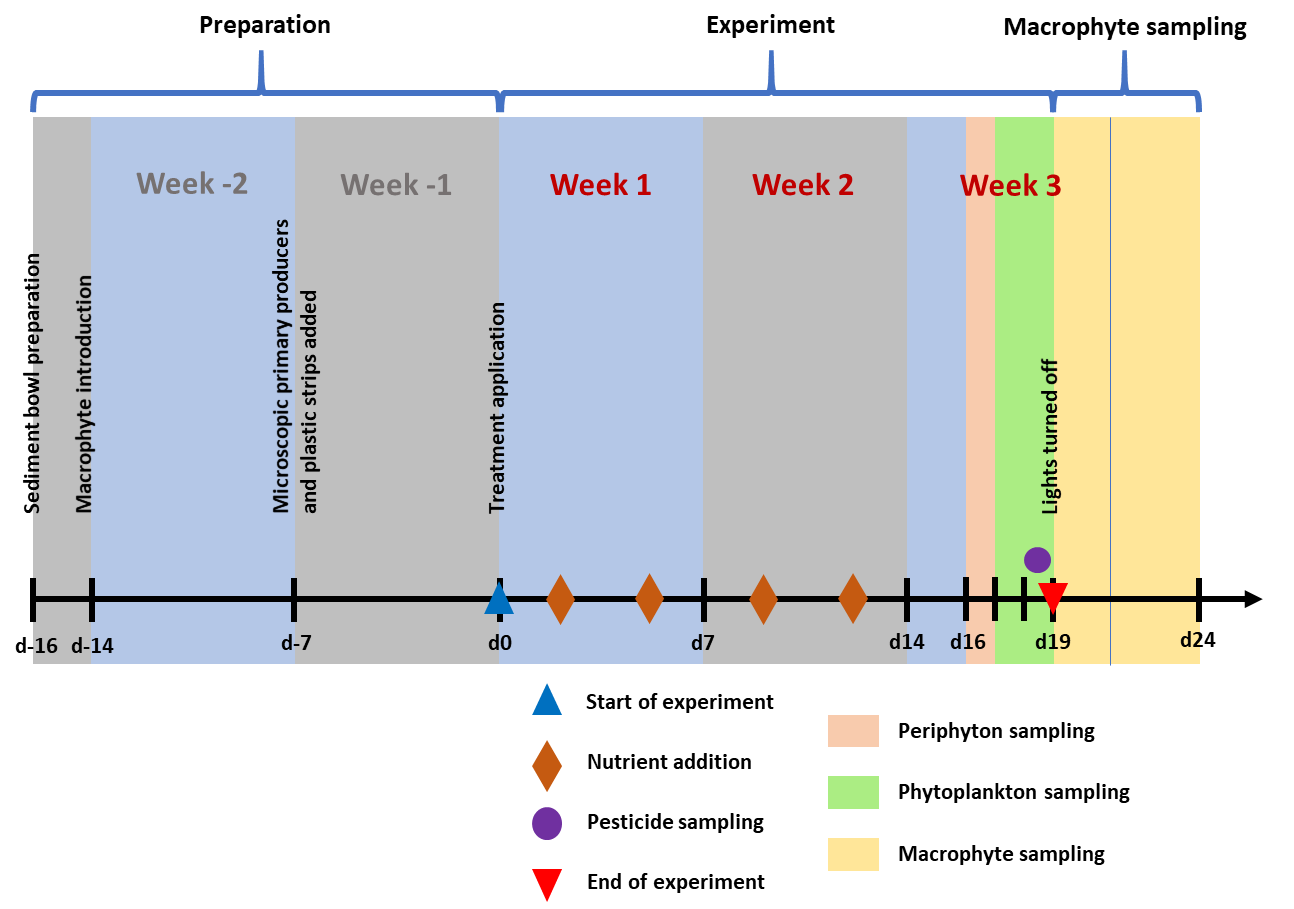 Preparation
Experiment
Macrophyte sampling
Week -2
Week -1
Week 1
Week 2
Week 3
Sediment bowl preparation
Macrophyte introduction
Microscopic primary producers
and plastic strips added
Treatment application
Lights turned off
d-16
d-14
d-7
d0
d7
d14
d16
d19
d24
Start of experiment
Nutrient addition
Pesticide sampling
End of experiment
Periphyton sampling
Phytoplankton sampling
Macrophyte sampling